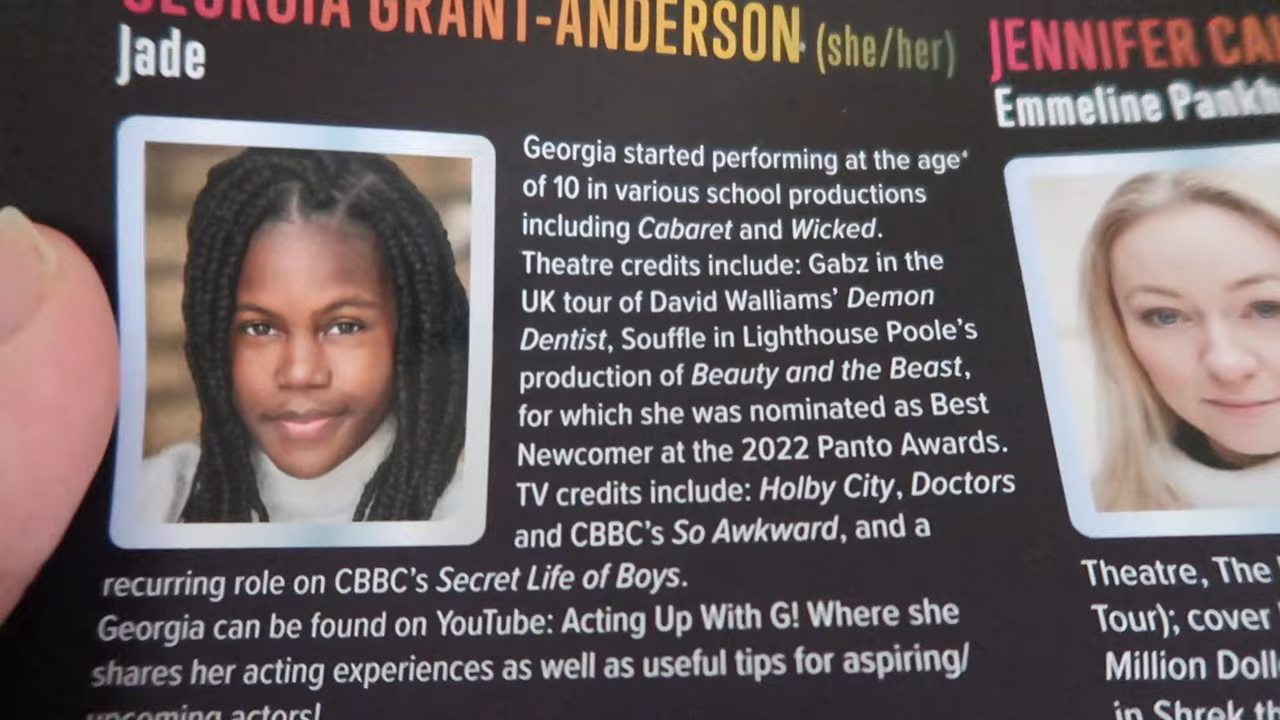 GEORGIA GRANT-ANDERSON (she/her)
Jade
Georgia started performing at the age
of 10 in various school productions
including Cabaret and Wicked.
Theatre credits include: Gabz in the
UK tour of David Walliams’ Demon
Dentist, Souffle in Lighthouse Poole’s
production of Beauty and the Beast,
for which she was nominated as Best
Newcomer at the 2022 Panto Awards.
TV credits include: Holby City, Doctors
and CBBC’s So Awkward, and a
recurring role on CBBC’s Secret Life of Boys.
Georgia can be found on YouTube: Acting Up With G! Where she
shares her acting experiences as well as useful tips for aspiring/
upcoming actors!
JENNIFER
Emmeline
Theatre, The
Tour); cover
Million
in Shrek